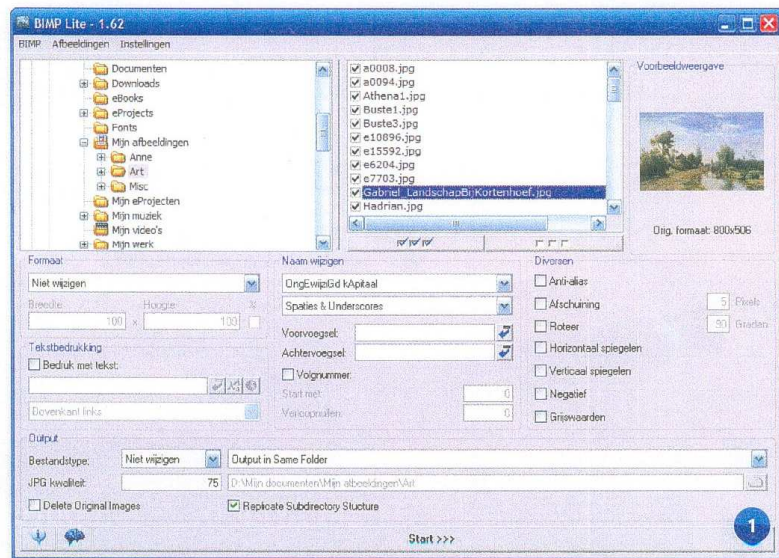 BIMP Lite - 1.62
BIMP Afbeeldingen Instellingen
Documenten
Downloads
eBooks
eProjects
Fonts
Mijn afbeeldingen
Anne
Art
Misc
Mijn eProjecten
Mijn muziek
Mijn video's
Mijn werk
a0008.jpg
a0094.jpg
Athena1.jpg
Buste1.jpg
Buste3.jpg
e10896.jpg
e15592.jpg
e6204.jpg
e7703.jpg
Gabriel_LandschapBijKortenhoef.jpg
Hadrian.jpg
Voorbeeldweergave
Orig. formaat: 800x506
Formaat
Niet wijzigen
Breedte Hoogte %
100 x 100
Tekstbedrukking
Bedruk met tekst:
Bovenkant links
Naam wijzigen
OngEwijziGd kApitaal
Spaties & Underscores
Voorvoegsel:
Achtervoegsel:
Volgnummer:
Start met: 0
0
Diversen
Anti-alias
Afschuining 5 Pixels
Roteer 90 Graden
Horizontaal spiegelen
Verticaal spiegelen
Negatief
Grijswaarden
Output
Bestandstype: Niet wijzigen Output in Same Folder
JPG kwaliteit: 75 D:\Mijn documenten\Mijn afbeeldingen\Art
Delete Original Images Replicate Subdirectory Stucture
Start >>>
1